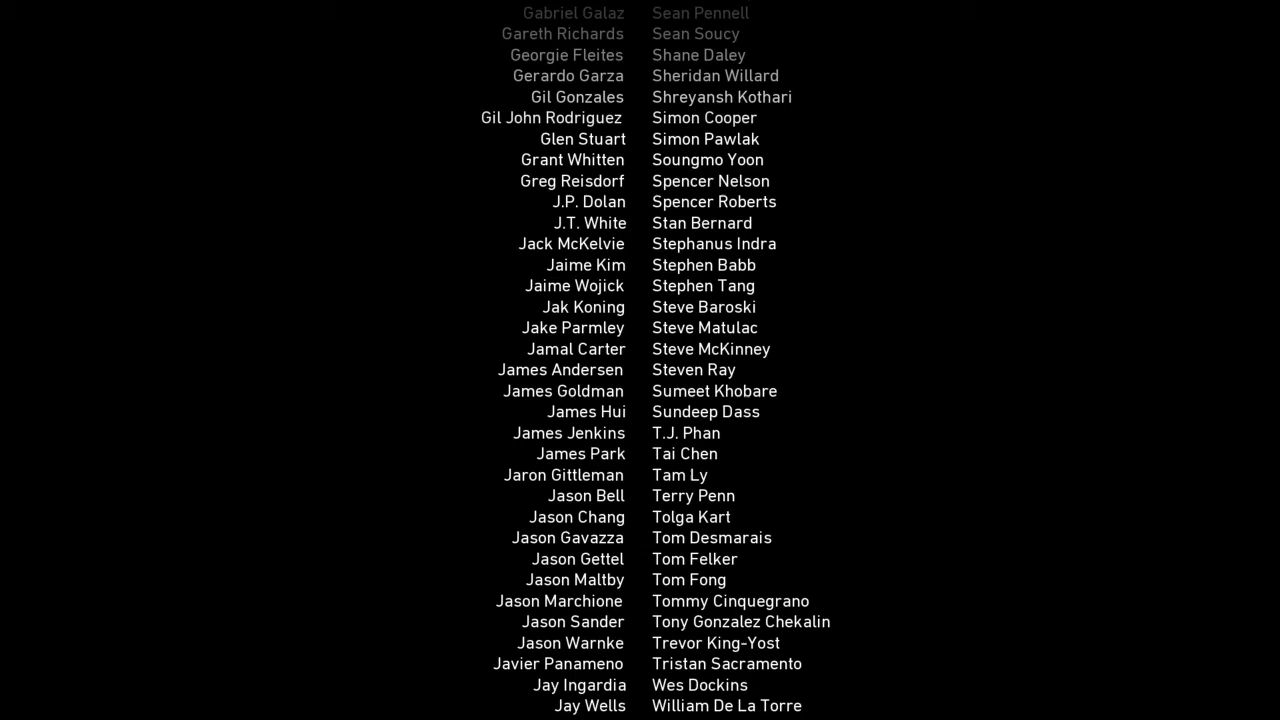 Gabriel Galaz Sean Pennell
Gareth Richards Sean Soucy
Georgie Fleites Shane Daley
Gerardo Garza Sheridan Willard
Gil Gonzales Shreyansh Kothari
Gil John Rodriguez Simon Cooper
Glen Stuart Simon Pawlak
Grant Whitten Soungmo Yoon
Greg Reisdorf Spencer Nelson
J.P. Dolan Spencer Roberts
J.T. White Stan Bernard
Jack McKelvie Stephanus Indra
Jaime Kim Stephen Babb
Jaime Wojick Stephen Tang
Jak Koning Steve Baroski
Jake Parmley Steve Matulac
Jamal Carter Steve McKinney
James Andersen Steven Ray
James Goldman Sumeet Khobare
James Hui Sundeep Dass
James Jenkins T.J. Phan
James Park Tai Chen
Jaron Gittleman Tam Ly
Jason Bell Terry Penn
Jason Chang Tolga Kart
Jason Gavazza Tom Desmarais
Jason Gettel Tom Felker
Jason Maltby Tom Fong
Jason Marchione Tommy Cinquegrano
Jason Sander Tony Gonzalez Chekalin
Jason Warnke Trevor King-Yost
Javier Panameno Tristan Sacramento
Jay Ingardia Wes Dockins
Jay Wells William De La Torre